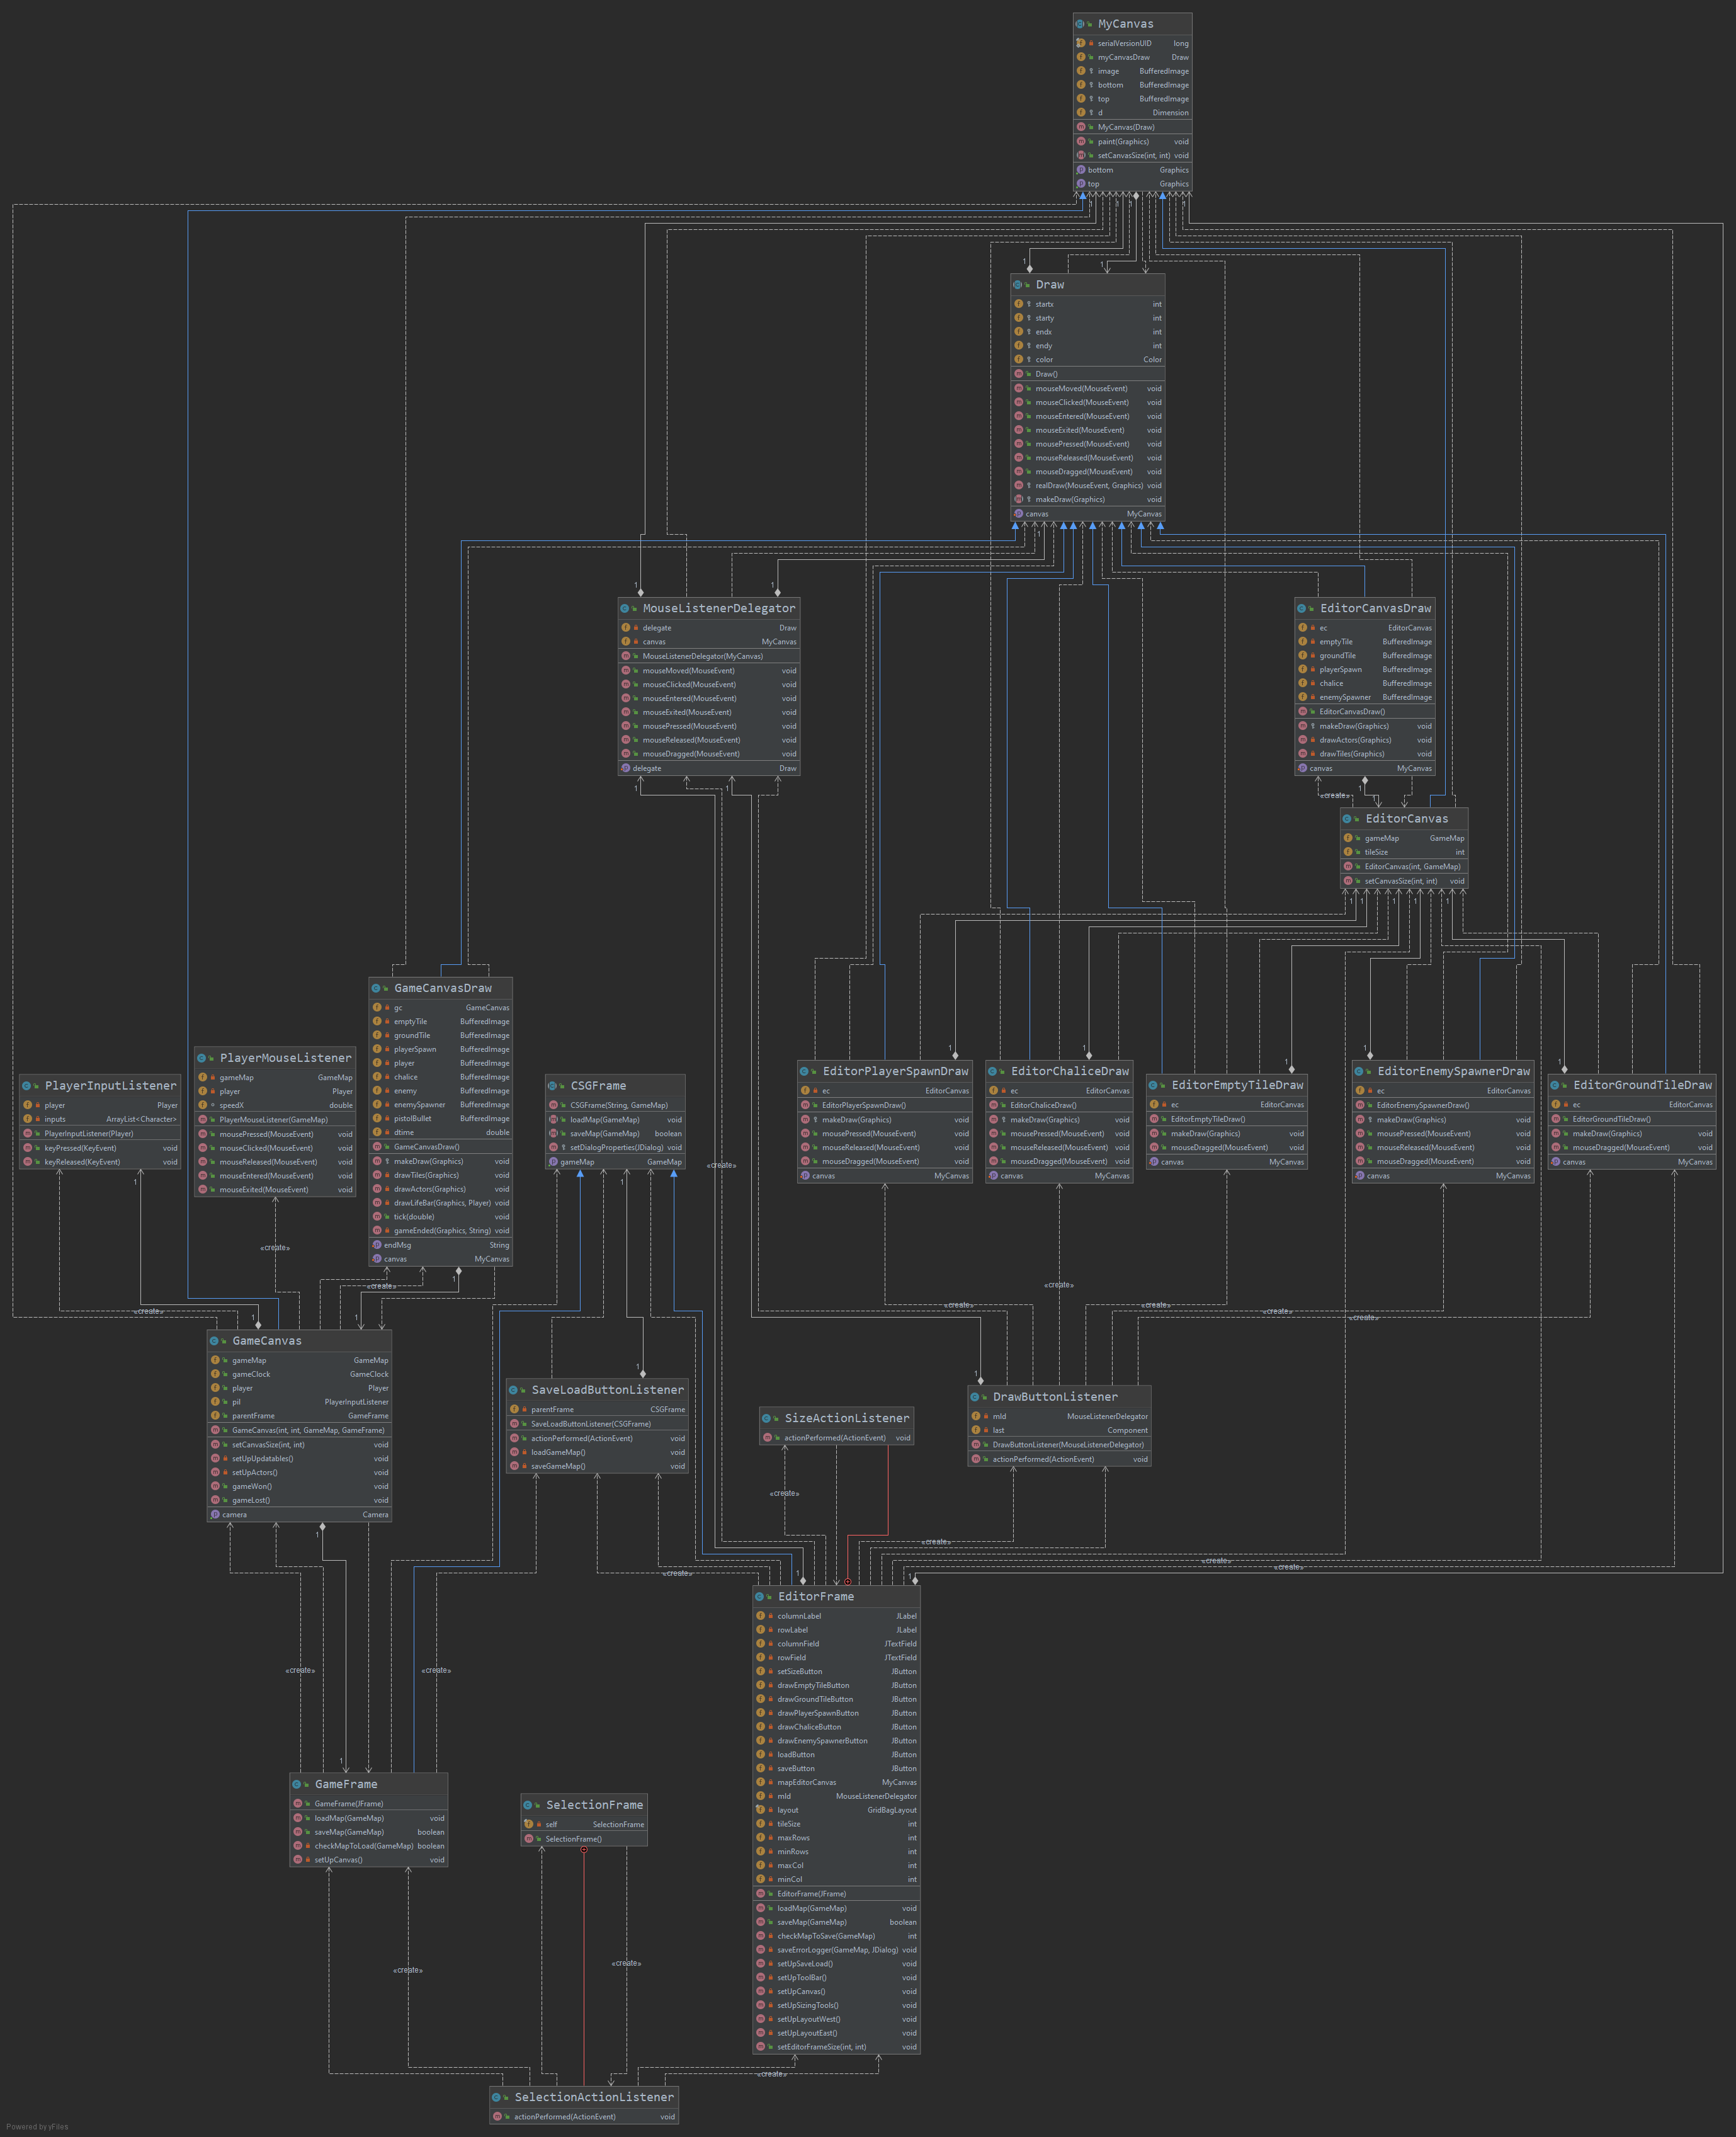 MyCanvas
serialVersionUID long
myCanvasDraw Draw
image BufferedImage
bottom BufferedImage
top BufferedImage
d Dimension
MyCanvas(Draw)
paint(Graphics) void
setCanvasSize(int, int) void
bottom Graphics
top Graphics
1
1
Draw
startx int
starty int
endx int
endy int
color Color
Draw()
mouseMoved(MouseEvent) void
mouseClicked(MouseEvent) void
mouseEntered(MouseEvent) void
mouseExited(MouseEvent) void
mousePressed(MouseEvent) void
mouseReleased(MouseEvent) void
mouseDragged(MouseEvent) void
realDraw(MouseEvent, Graphics) void
makeDraw(Graphics) void
canvas MyCanvas
1
1
1
MouseListenerDelegator
delegate Draw
canvas MyCanvas
MouseListenerDelegator(MyCanvas)
mouseMoved(MouseEvent) void
mouseClicked(MouseEvent) void
mouseEntered(MouseEvent) void
mouseExited(MouseEvent) void
mousePressed(MouseEvent) void
mouseReleased(MouseEvent) void
mouseDragged(MouseEvent) void
delegate Draw
EditorCanvasDraw
ec EditorCanvas
emptyTile BufferedImage
groundTile BufferedImage
playerSpawn BufferedImage
chalice BufferedImage
enemySpawner BufferedImage
EditorCanvasDraw()
makeDraw(Graphics) void
drawActors(Graphics) void
drawTiles(Graphics) void
canvas MyCanvas
«create»
EditorCanvas
gameMap GameMap
tileSize int
EditorCanvas(int, GameMap)
setCanvasSize(int, int) void
GameCanvasDraw
gc GameCanvas
emptyTile BufferedImage
groundTile BufferedImage
playerSpawn BufferedImage
player BufferedImage
chalice BufferedImage
enemy BufferedImage
enemySpawner BufferedImage
pistolBullet BufferedImage
dtime double
GameCanvasDraw()
makeDraw(Graphics) void
drawTiles(Graphics) void
drawActors(Graphics) void
drawLifeBar(Graphics, Player) void
tick(double) void
gameEnded(Graphics, String) void
endMsg String
canvas MyCanvas
PlayerMouseListener
gameMap GameMap
player Player
speedX double
PlayerMouseListener(GameMap)
mousePressed(MouseEvent) void
mouseClicked(MouseEvent) void
mouseReleased(MouseEvent) void
mouseEntered(MouseEvent) void
mouseExited(MouseEvent) void
PlayerInputListener
player Player
inputs ArrayList<Character>
PlayerInputListener(Player)
keyPressed(KeyEvent) void
keyReleased(KeyEvent) void
CSGFrame
CSGFrame(String, GameMap)
loadMap(GameMap) void
saveMap(GameMap) boolean
setDialogProperties(JDialog) void
gameMap GameMap
EditorPlayerSpawnDraw
ec EditorCanvas
EditorPlayerSpawnDraw()
makeDraw(Graphics) void
mousePressed(MouseEvent) void
mouseReleased(MouseEvent) void
mouseDragged(MouseEvent) void
canvas MyCanvas
EditorChaliceDraw
ec EditorCanvas
EditorChaliceDraw()
makeDraw(Graphics) void
mousePressed(MouseEvent) void
mouseReleased(MouseEvent) void
mouseDragged(MouseEvent) void
canvas MyCanvas
EditorEmptyTileDraw
ec EditorCanvas
EditorEmptyTileDraw()
makeDraw(Graphics) void
mouseDragged(MouseEvent) void
canvas MyCanvas
EditorEnemySpawnerDraw
ec EditorCanvas
EditorEnemySpawnerDraw()
makeDraw(Graphics) void
mousePressed(MouseEvent) void
mouseReleased(MouseEvent) void
mouseDragged(MouseEvent) void
canvas MyCanvas
EditorGroundTileDraw
ec EditorCanvas
EditorGroundTileDraw()
makeDraw(Graphics) void
mouseDragged(MouseEvent) void
canvas MyCanvas
«create»
«create»
«create»
«create»
«create»
«create»
«create»
«create»
GameCanvas
gameMap GameMap
gameClock GameClock
player Player
pil PlayerInputListener
parentFrame GameFrame
GameCanvas(int, int, GameMap, GameFrame)
setCanvasSize(int, int) void
setUpUpdatables() void
setUpActors() void
gameWon() void
gameLost() void
camera Camera
SaveLoadButtonListener
parentFrame CSGFrame
SaveLoadButtonListener(CSGFrame)
actionPerformed(ActionEvent) void
loadGameMap() void
saveGameMap() void
SizeActionListener
actionPerformed(ActionEvent) void
DrawButtonListener
mld MouseListenerDelegator
last Component
DrawButtonListener(MouseListenerDelegator)
actionPerformed(ActionEvent) void
«create»
«create»
«create»
«create»
«create»
EditorFrame
columnLabel JLabel
rowLabel JLabel
columnField JTextField
rowField JTextField
setSizeButton JButton
drawEmptyTileButton JButton
drawGroundTileButton JButton
drawPlayerSpawnButton JButton
drawChaliceButton JButton
drawEnemySpawnerButton JButton
loadButton JButton
saveButton JButton
mapEditorCanvas MyCanvas
mld MouseListenerDelegator
layout GridBagLayout
tileSize int
maxRows int
minRows int
maxCol int
minCol int
EditorFrame(JFrame)
loadMap(GameMap) void
saveMap(GameMap) boolean
checkMapToSave(GameMap) int
saveErrorLogger(GameMap, JDialog) void
setUpSaveLoad() void
setUpToolBar() void
setUpCanvas() void
setUpSizingTools() void
setUpLayoutWest() void
setUpLayoutEast() void
setEditorFrameSize(int, int) void
«create»
«create»
GameFrame
GameFrame(JFrame)
loadMap(GameMap) void
saveMap(GameMap) boolean
checkMapToLoad(GameMap) boolean
setUpCanvas() void
SelectionFrame
self SelectionFrame
SelectionFrame()
«create»
«create»
«create»
SelectionActionListener
actionPerformed(ActionEvent) void
Powered by yFiles